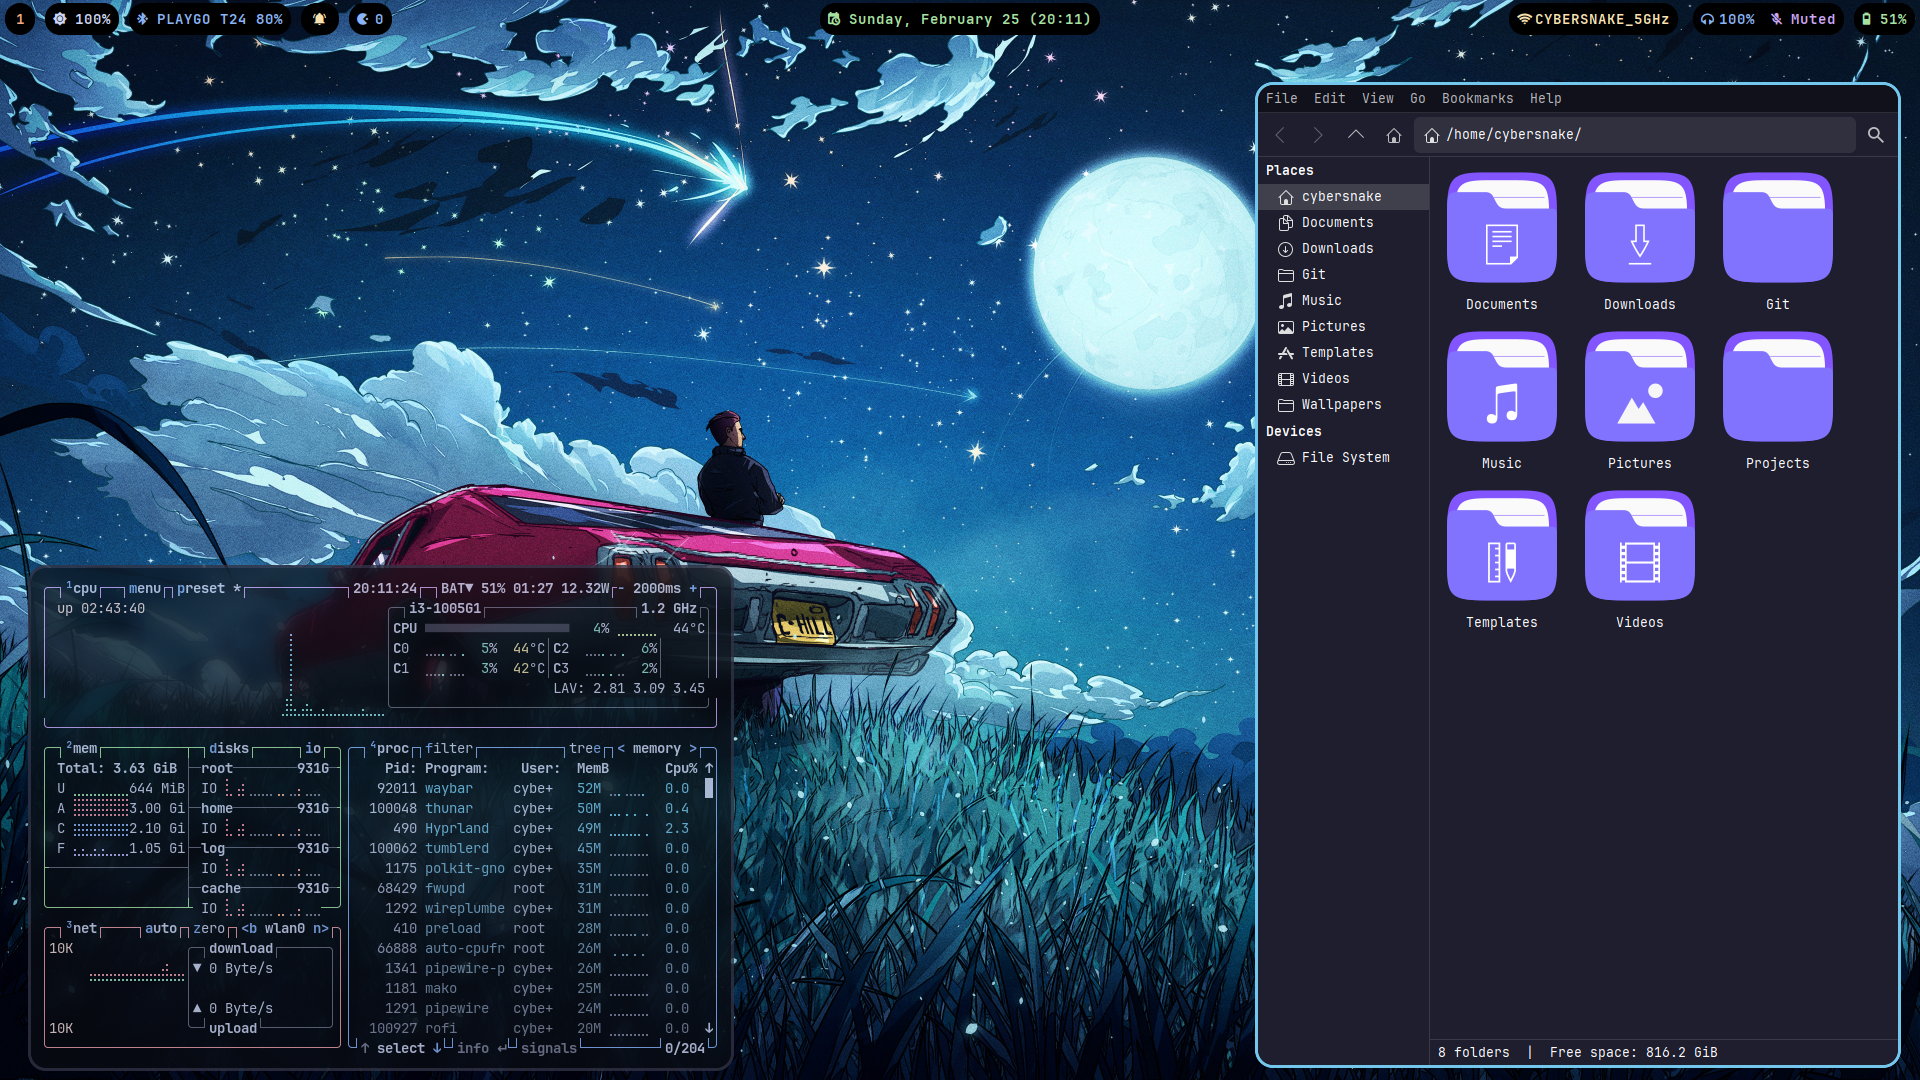 1 100% PLAYGO T24 80% 0
Sunday, February 25 (20:11)
CYBERSNAKE_5GHz 100% Muted 51%
File Edit View Go Bookmarks Help
/home/cybersnake/
Places
cybersnake
Documents
Downloads
Git
Music
Pictures
Templates
Videos
Wallpapers
Devices
File System
Documents Downloads Git
Music Pictures Projects
Templates Videos
8 folders | Free space: 816.2 GiB
C-HILL
1cpu menu preset * 20:11:24 BAT▼ 51% 01:27 12.32W - 2000ms +
up 02:43:40
i3-1005G1 1.2 GHz
CPU 4% 44°C
C0 5% 44°C C2 6%
C1 3% 42°C C3 2%
LAV: 2.81 3.09 3.45
2mem disks io
Total: 3.63 GiB root 931G
U 644 MiB IO
A 3.00 Gi home 931G
C 2.10 Gi IO
F 1.05 Gi log 931G
IO
cache 931G
IO
3net auto zero <b wlan0 n>
10K download
▼ 0 Byte/s
▲ 0 Byte/s
10K upload
4proc filter tree < memory >
Pid: Program: User: MemB Cpu% ↑
92011 waybar cybe+ 52M 0.0
100048 thunar cybe+ 50M 0.4
490 Hyprland cybe+ 49M 2.3
100062 tumblerd cybe+ 45M 0.0
1175 polkit-gno cybe+ 35M 0.0
68429 fwupd root 31M 0.0
1292 wireplumbe cybe+ 31M 0.0
410 preload root 28M 0.0
66888 auto-cpufr root 26M 0.0
1341 pipewire-p cybe+ 26M 0.0
1181 mako cybe+ 25M 0.0
1291 pipewire cybe+ 24M 0.0
100927 rofi cybe+ 20M 0.0 ↓
↑ select ↓ info ↵ signals 0/204